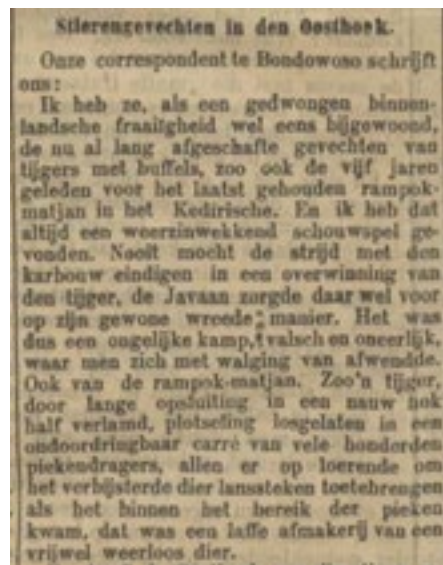 Stierengevechten in den Oosthoek.
Onze correspondent te Bondowoso schrijft
ons:
Ik heb ze, als een gedwongen binnen-
landsche fraaiigheid wel eens bijgewoond,
de nu al lang afgeschafte gevechten van
tijgers met buffels, zoo ook de vijf jaren
geleden voor het laatst gehouden rampok-
matjan in het Kedirische. En ik heb dat
altijd een weerzinwekkend schouwspel ge-
vonden. Nooit mocht de strijd met den
karbouw eindigen in een overwinning van
den tijger, de Javaan zorgde daar wel voor
op zijn gewone wreede manier. Het was
dus een ongelijke kamp, valsch en oneerlijk,
waar men zich met walging van afwendde.
Ook van de rampok-matjan. Zoo'n tijger,
door lange opsluiting in een nauw hok
half verlamd, plotseling losgelaten in een
ondoordringbaar carré van vele honderden
piekendragers, allen er op loerende om
het verbijsterde dier lanssteken toetebrengen
als het binnen het bereik der pieken
kwam, dat was een laffe afmakerij van een
vrijwel weerloos dier.